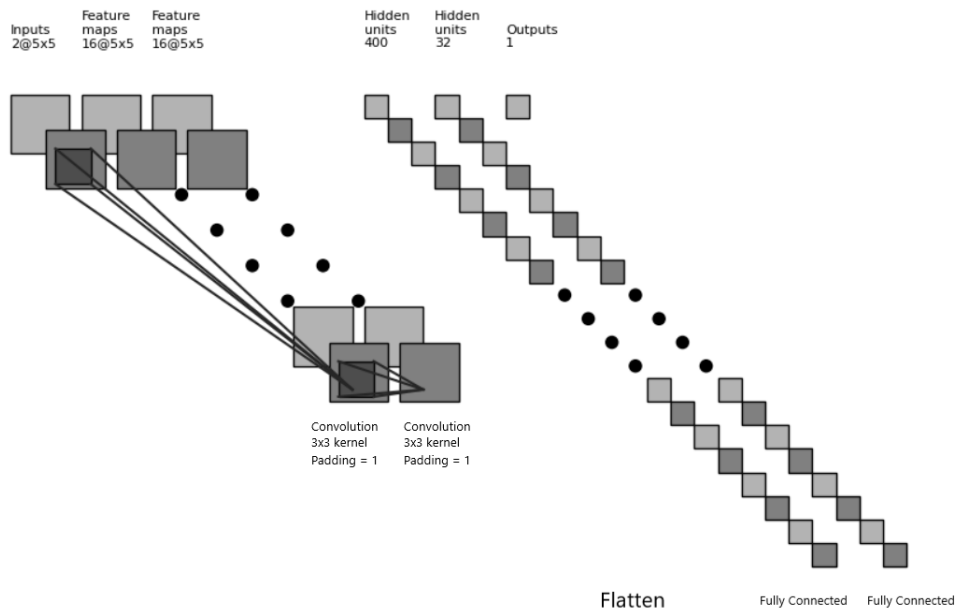 Inputs
2@5x5
Feature
maps
16@5x5
Feature
maps
16@5x5
Hidden
units
400
Hidden
units
32
Outputs
1
Convolution
3x3 kernel
Padding = 1
Convolution
3x3 kernel
Padding = 1
Flatten
Fully Connected
Fully Connected